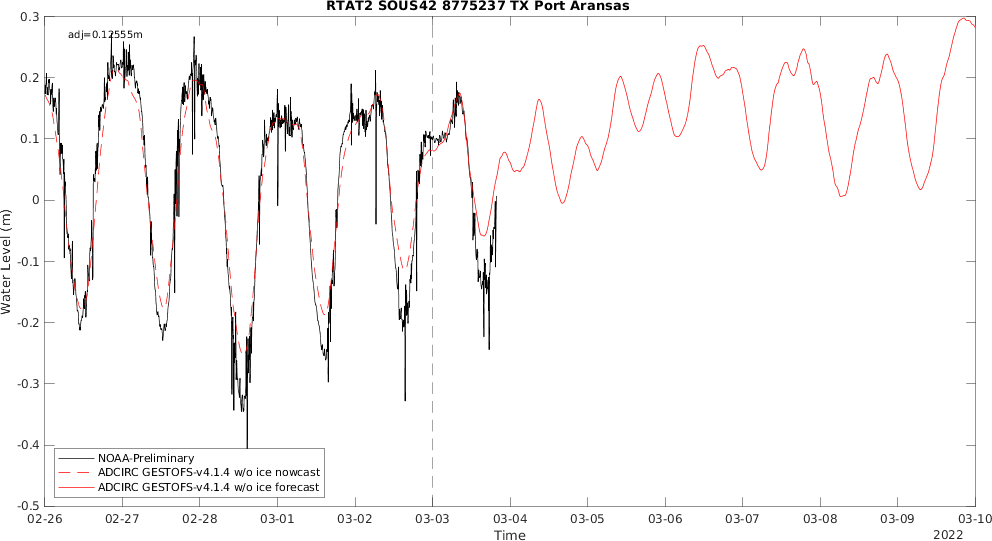 RTAT2 SOUS42 8775237 TX Port Aransas
adj=0.12555m
0.3
0.2
0.1
0
-0.1
-0.2
-0.3
-0.4
-0.5
Water Level (m)
NOAA-Preliminary
ADCIRC GESTOFS-v4.1.4 w/o ice nowcast
ADCIRC GESTOFS-v4.1.4 w/o ice forecast
02-26 02-27 02-28 03-01 03-02 03-03 03-04 03-05 03-06 03-07 03-08 03-09 03-10
Time
2022